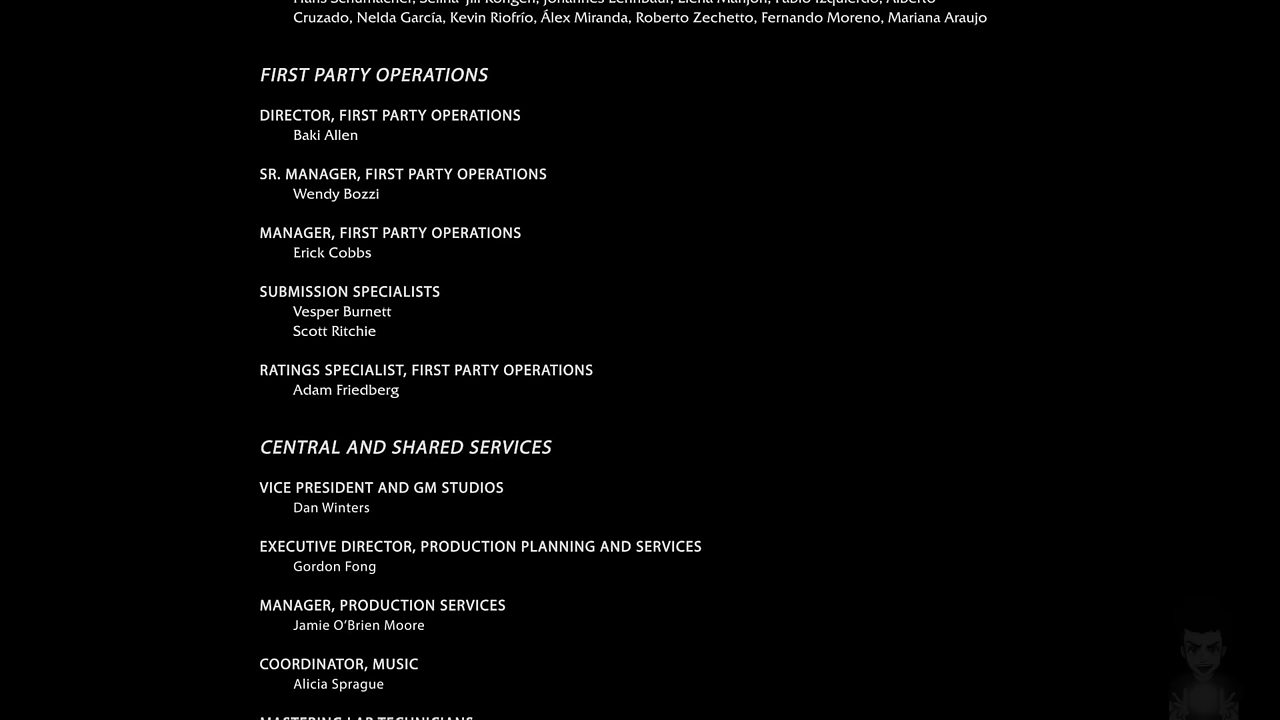 Cruzado, Nelda García, Kevin Riofrío, Álex Miranda, Roberto Zechetto, Fernando Moreno, Mariana Araujo
FIRST PARTY OPERATIONS
DIRECTOR, FIRST PARTY OPERATIONS
Baki Allen
SR. MANAGER, FIRST PARTY OPERATIONS
Wendy Bozzi
MANAGER, FIRST PARTY OPERATIONS
Erick Cobbs
SUBMISSION SPECIALISTS
Vesper Burnett
Scott Ritchie
RATINGS SPECIALIST, FIRST PARTY OPERATIONS
Adam Friedberg
CENTRAL AND SHARED SERVICES
VICE PRESIDENT AND GM STUDIOS
Dan Winters
EXECUTIVE DIRECTOR, PRODUCTION PLANNING AND SERVICES
Gordon Fong
MANAGER, PRODUCTION SERVICES
Jamie O’Brien Moore
COORDINATOR, MUSIC
Alicia Sprague